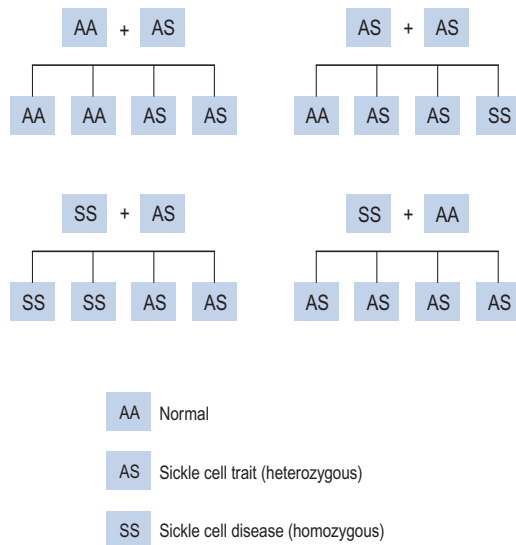 AA + AS AS + AS
AA AA AS AS AA AS AS SS
SS + AS SS + AA
SS SS AS AS AS AS AS AS
AA Normal
AS Sickle cell trait (heterozygous)
SS Sickle cell disease (homozygous)